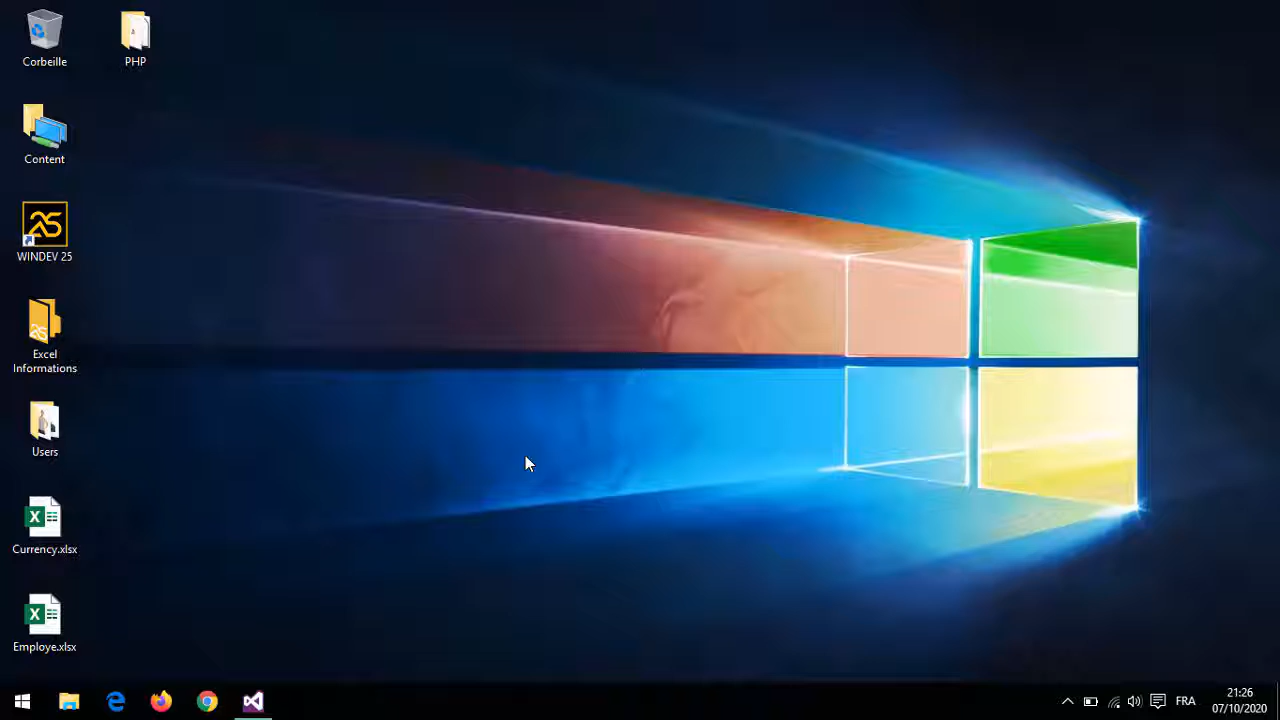 Corbeille
PHP
Content
WINDEV 25
Excel
Informations
Users
Currency.xlsx
Employe.xlsx
FRA
21:26
07/10/2020